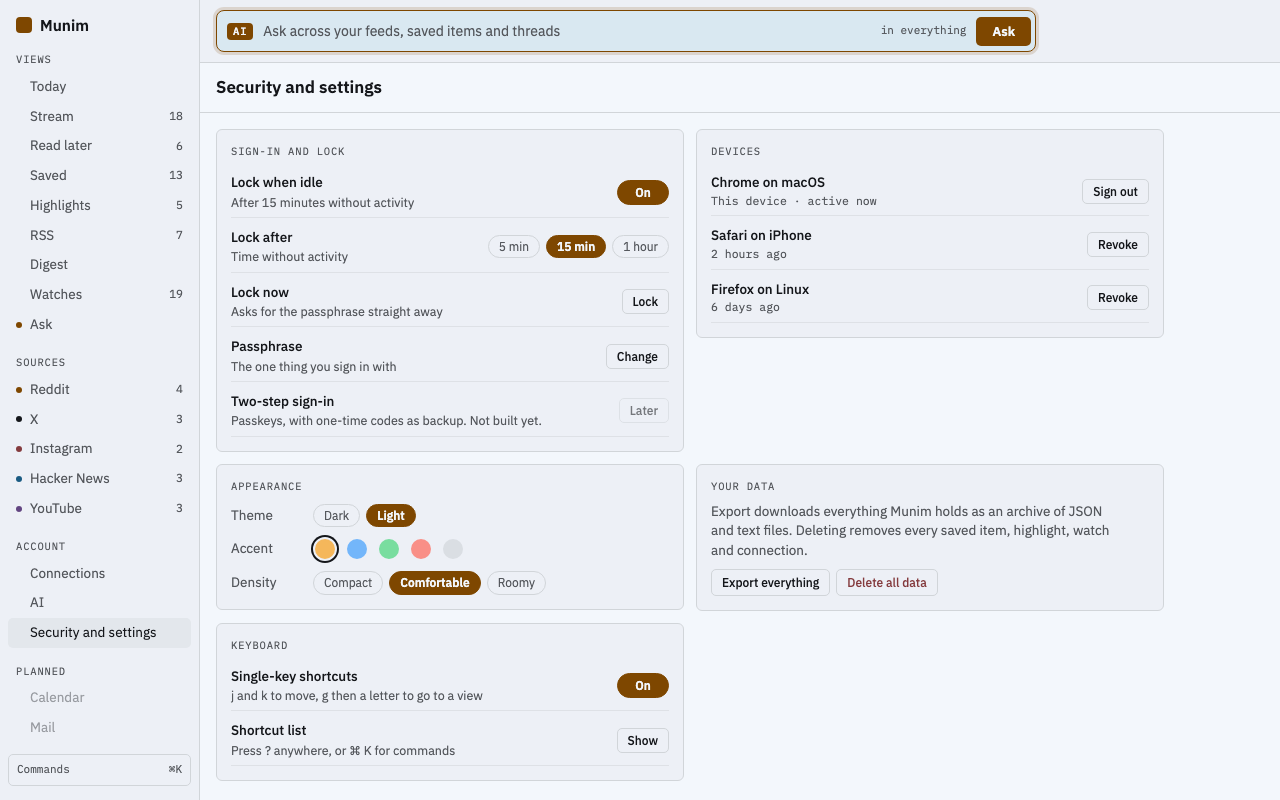 Munim
VIEWS
Today
Stream 18
Read later 6
Saved 13
Highlights 5
RSS 7
Digest
Watches 19
Ask
SOURCES
Reddit 4
X 3
Instagram 2
Hacker News 3
YouTube 3
ACCOUNT
Connections
AI
Security and settings
PLANNED
Calendar
Mail
Commands ⌘K
AI Ask across your feeds, saved items and threads in everything Ask
Security and settings
SIGN-IN AND LOCK
Lock when idle
After 15 minutes without activity
On
Lock after
Time without activity
5 min 15 min 1 hour
Lock now
Asks for the passphrase straight away
Lock
Passphrase
The one thing you sign in with
Change
Two-step sign-in
Passkeys, with one-time codes as backup. Not built yet.
Later
DEVICES
Chrome on macOS
This device · active now
Sign out
Safari on iPhone
2 hours ago
Revoke
Firefox on Linux
6 days ago
Revoke
APPEARANCE
Theme Dark Light
Accent
Density Compact Comfortable Roomy
YOUR DATA
Export downloads everything Munim holds as an archive of JSON
and text files. Deleting removes every saved item, highlight, watch
and connection.
Export everything Delete all data
KEYBOARD
Single-key shortcuts
j and k to move, g then a letter to go to a view
On
Shortcut list
Press ? anywhere, or ⌘ K for commands
Show